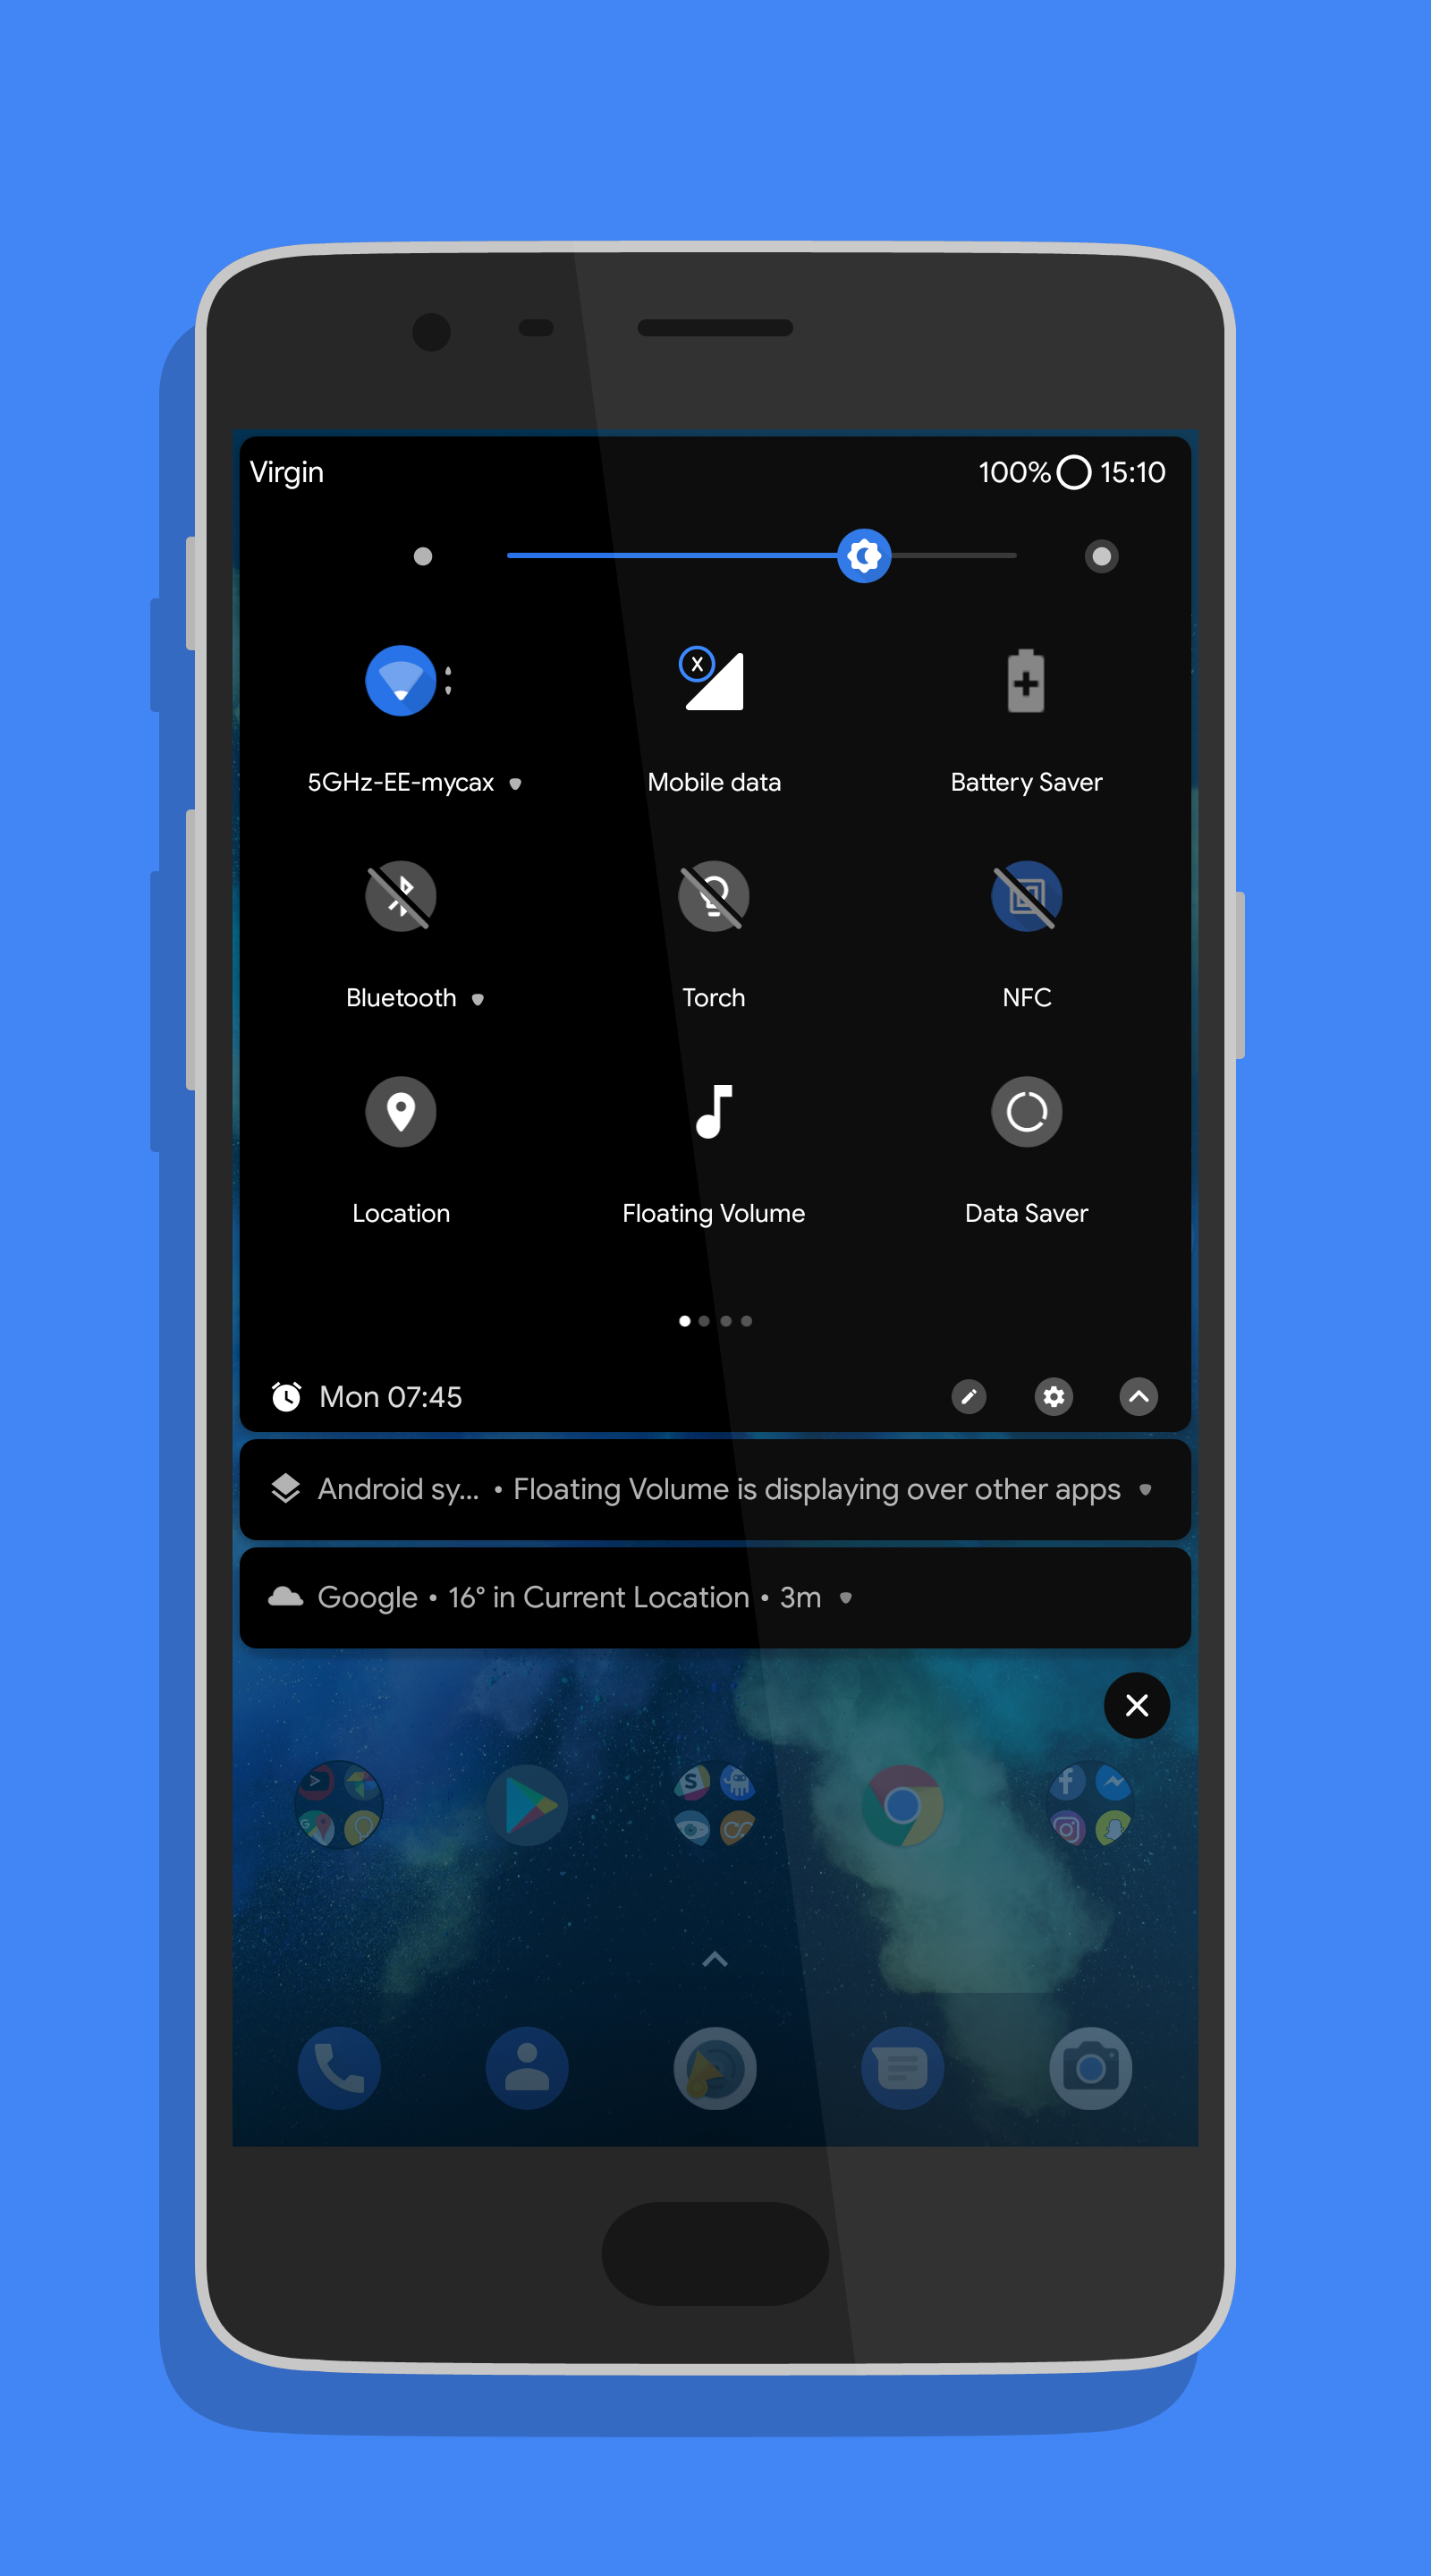 Virgin 100% 15:10
X
5GHz-EE-mycax Mobile data Battery Saver
Bluetooth Torch NFC
Location Floating Volume Data Saver
Mon 07:45
Android sy... • Floating Volume is displaying over other apps
Google • 16° in Current Location • 3m